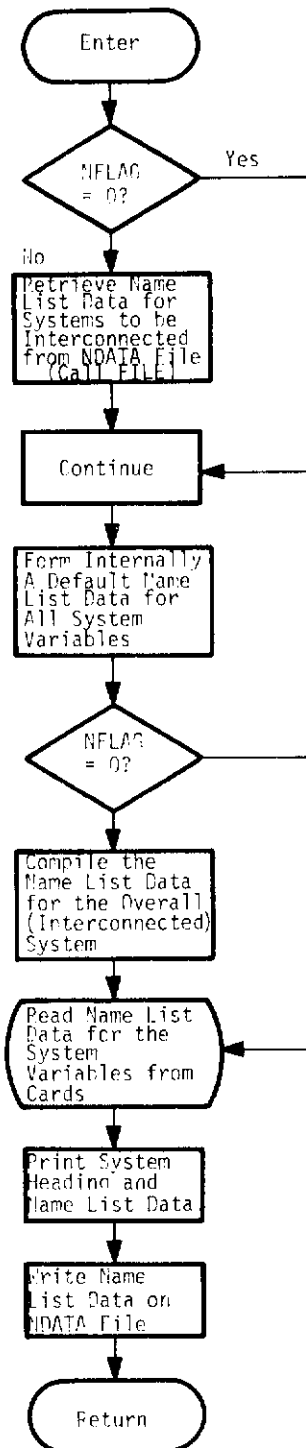 Enter
NFLAG
= 0?
Yes
No
Retrieve Name
List Data for
Systems to be
Interconnected
from NDATA File
(Call FILE)
Continue
Form Internally
A Default Name
List Data for
All System
Variables
NFLAG
= 0?
Compile the
Name List Data
for the Overall
(Interconnected)
System
Read Name List
Data for the
System
Variables from
Cards
Print System
Heading and
Name List Data
Write Name
List Data on
NDATA File
Return